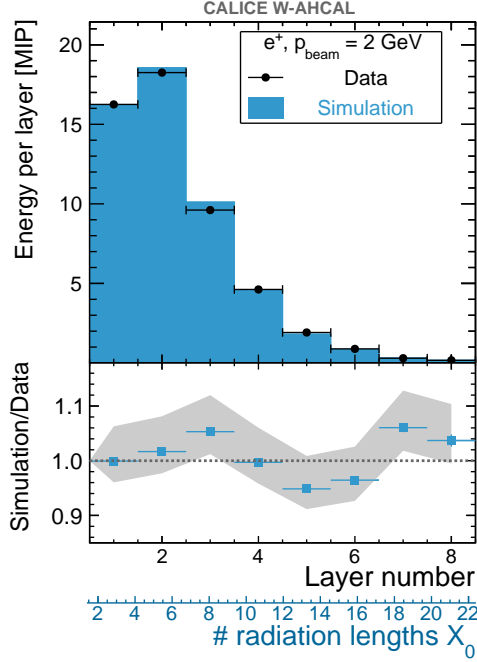 CALICE W-AHCAL
Energy per layer [MIP]
20
15
10
5
e⁺, p_beam = 2 GeV
Data
Simulation
Simulation/Data
1.1
1.0
0.9
2 4 6 8
Layer number
2 4 6 8 10 12 14 16 18 20 22
# radiation lengths X₀